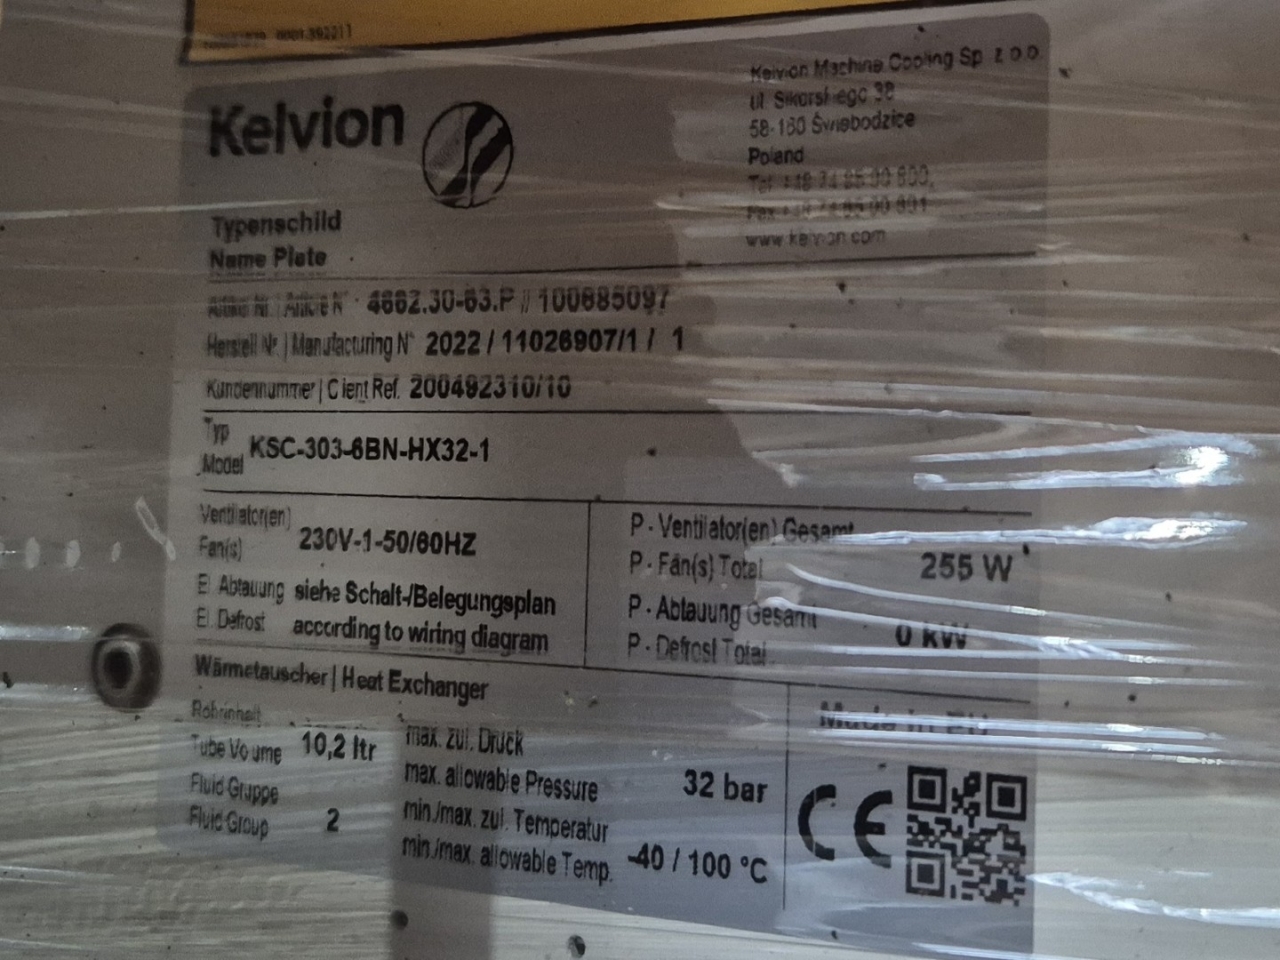 Kelvion
Kelvion Machine Cooling Sp. z o.o
58-160 Świebodzice
Poland
www.kelvion.com
Typenschild
Name Plate
Artikel Nr. | Article N° 4662.30-63.P // 100685097
Herstell Nr. | Manufacturing N° 2022 / 11026907/1 / 1
Kundennummer | Client Ref. 200492310/10
Typ
Model KSC-303-6BN-HX32-1
Ventilator(en)
Fan(s) 230V-1-50/60HZ
P - Ventilator(en) Gesamt
P - Fan(s) Total 255 W
El. Abtauung siehe Schalt-/Belegungsplan
El. Defrost according to wiring diagram
P - Abtauung Gesamt
P - Defrost Total 0 kW
Wärmetauscher | Heat Exchanger
Rohrinhalt
Tube Volume 10,2 ltr
Fluid Gruppe
Fluid Group 2
max. zul. Druck
max. allowable Pressure 32 bar
min./max. zul. Temperatur
min./max. allowable Temp. -40 / 100 °C
Made in EU
CE